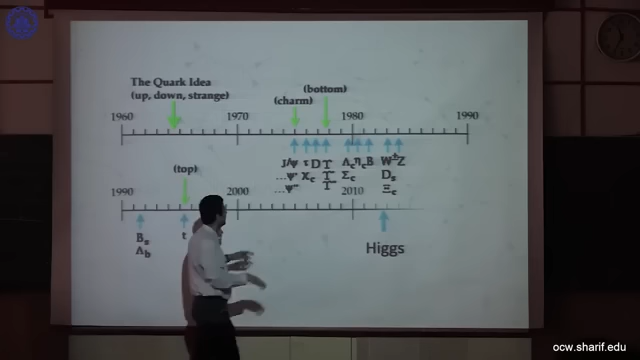 The Quark Idea
(up, down, strange)
(bottom)
(charm)
1960
1970
1980
1990
J/Ψ τ D Υ Λc ηc B W± Z
...Ψ' χc Υ' Σc Ds
...Ψ" Υ" Ξc
(top)
1990
2000
2010
Bs t
Λb
Higgs
ocw.sharif.edu